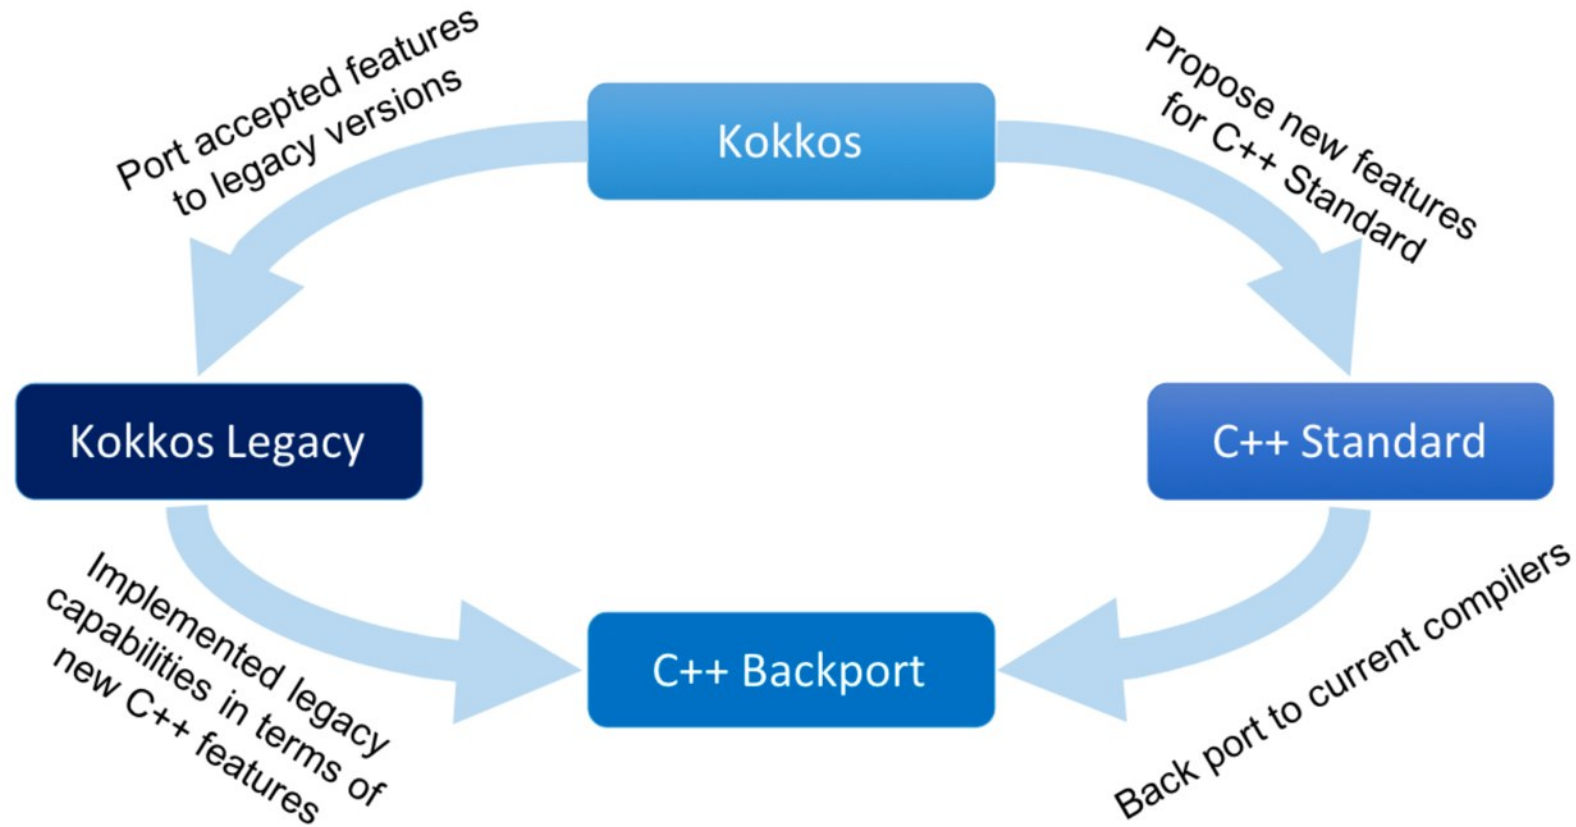 Port accepted features
to legacy versions
Kokkos
Propose new features
for C++ Standard
Kokkos Legacy
C++ Standard
Implemented legacy
capabilities in terms of
new C++ features
C++ Backport
Back port to current compilers